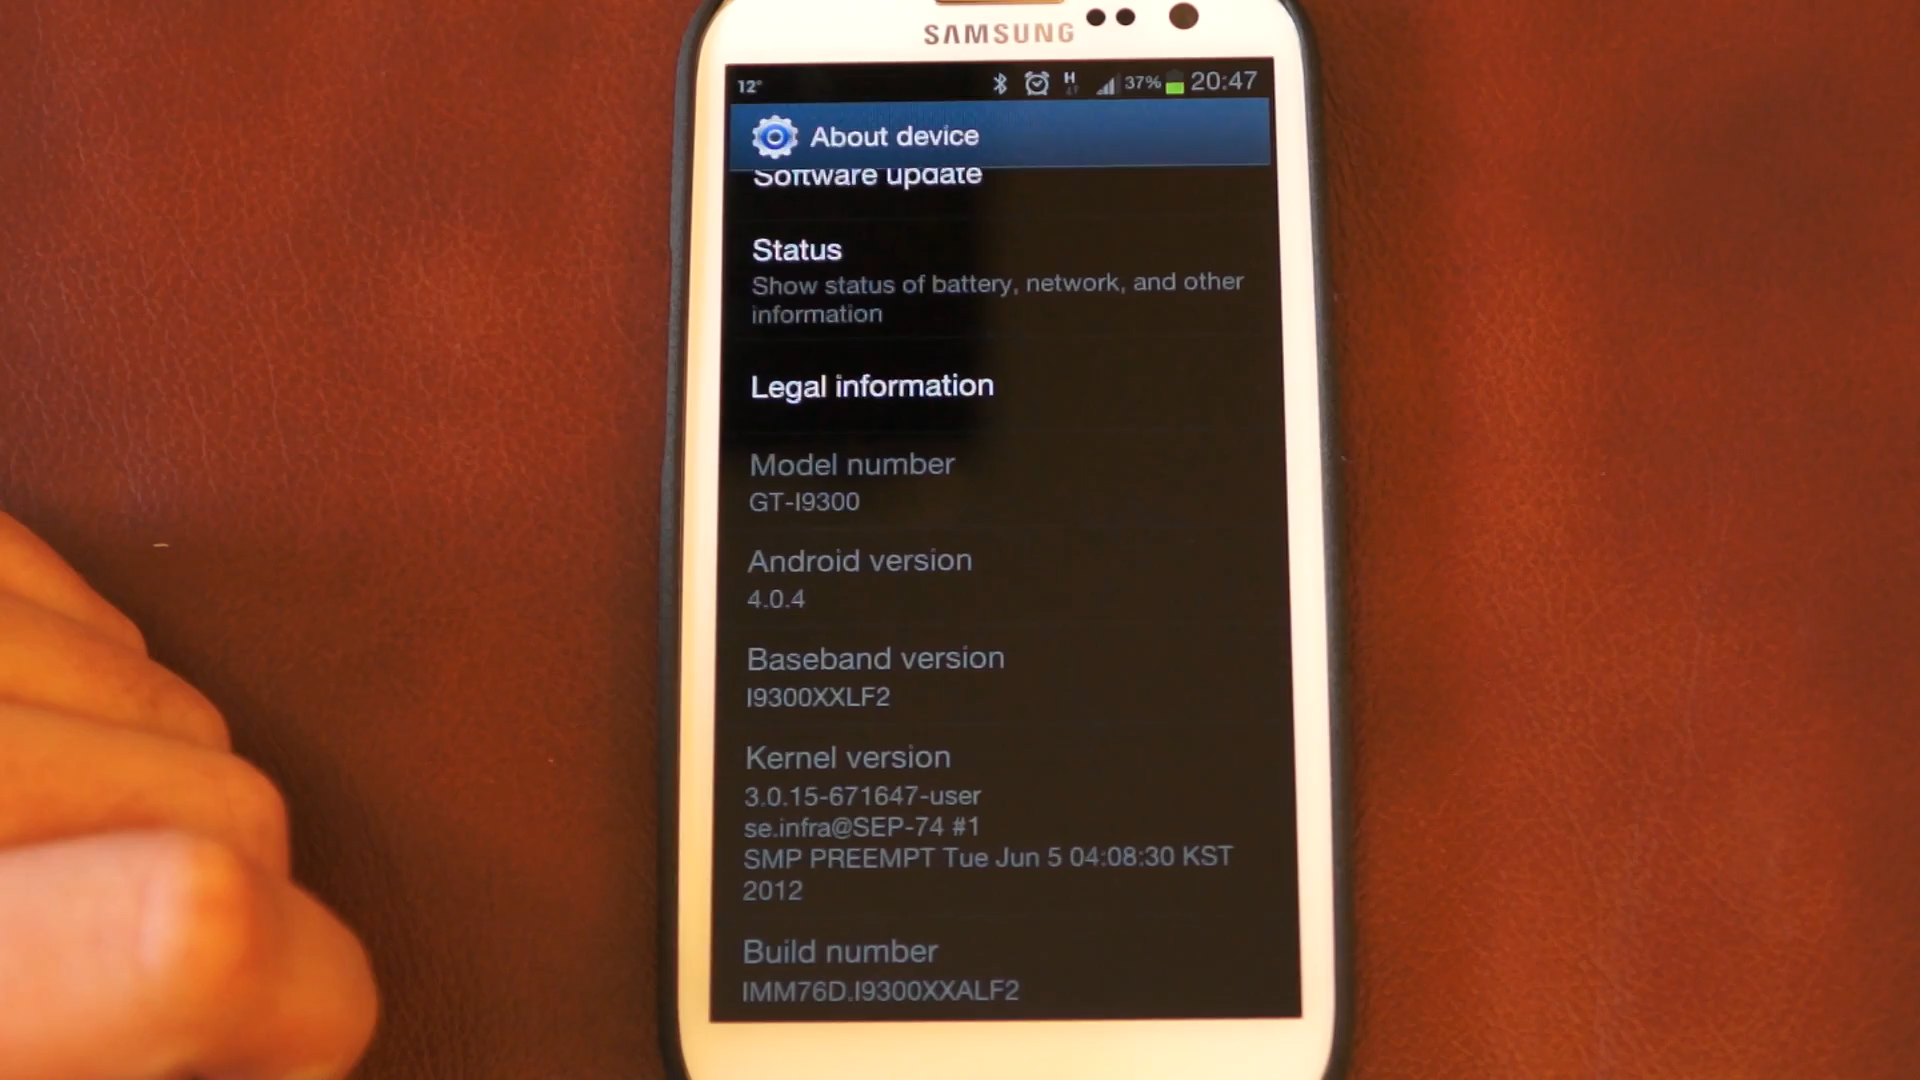 SAMSUNG
12° H 37% 20:47
About device
Software update
Status
Show status of battery, network, and other
information
Legal information
Model number
GT-I9300
Android version
4.0.4
Baseband version
I9300XXLF2
Kernel version
3.0.15-671647-user
se.infra@SEP-74 #1
SMP PREEMPT Tue Jun 5 04:08:30 KST
2012
Build number
IMM76D.I9300XXALF2